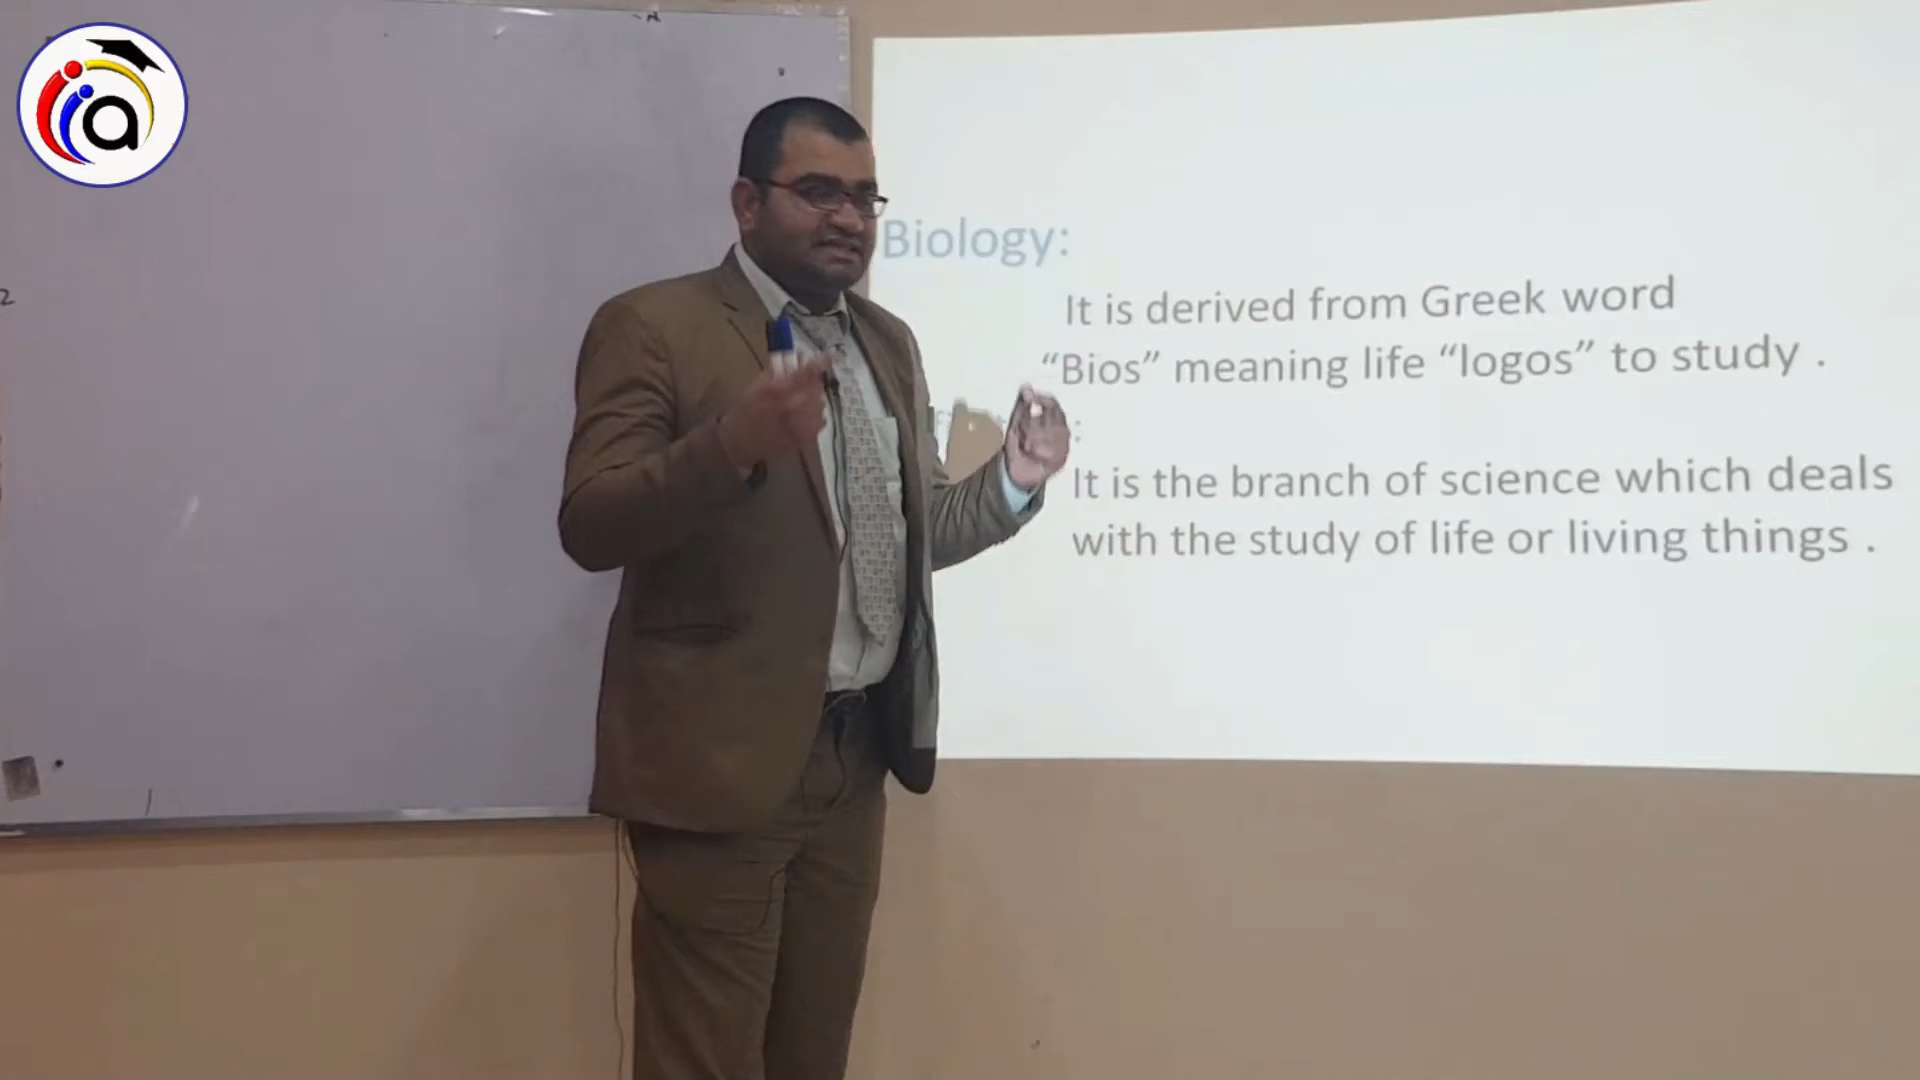 a
2
Biology:
It is derived from Greek word
“Bios” meaning life “logos” to study .
It is the branch of science which deals
with the study of life or living things .